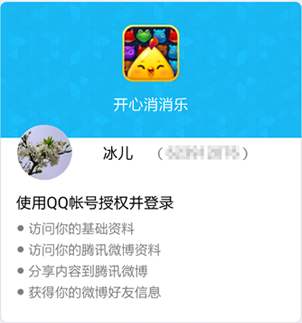 开心消消乐
冰儿 （ ）
使用QQ帐号授权并登录
访问你的基础资料
访问你的腾讯微博资料
分享内容到腾讯微博
获得你的微博好友信息